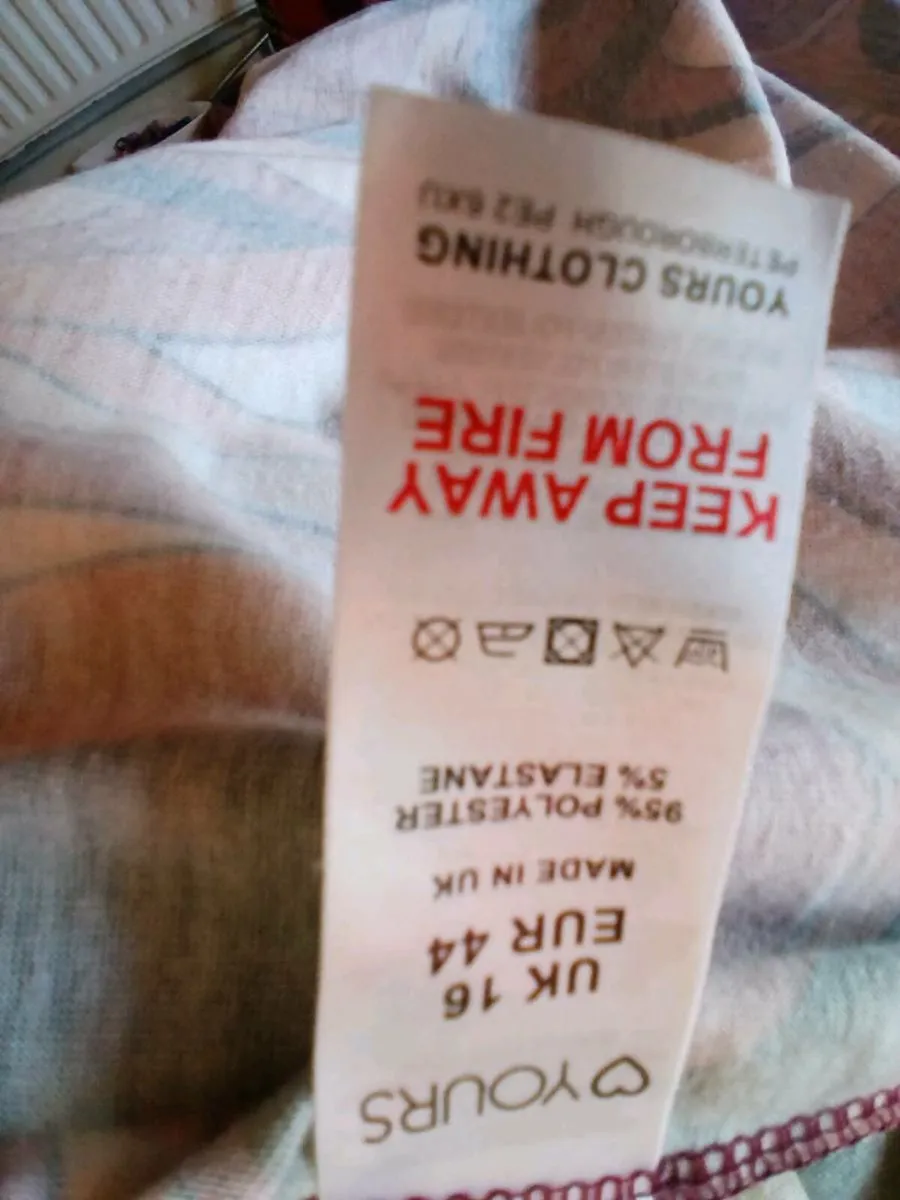 YOURS
UK 16
EUR 44
MADE IN UK
95% POLYESTER
5% ELASTANE
KEEP AWAY
FROM FIRE
YOURS CLOTHING
PETERBOROUGH PE2 6XU